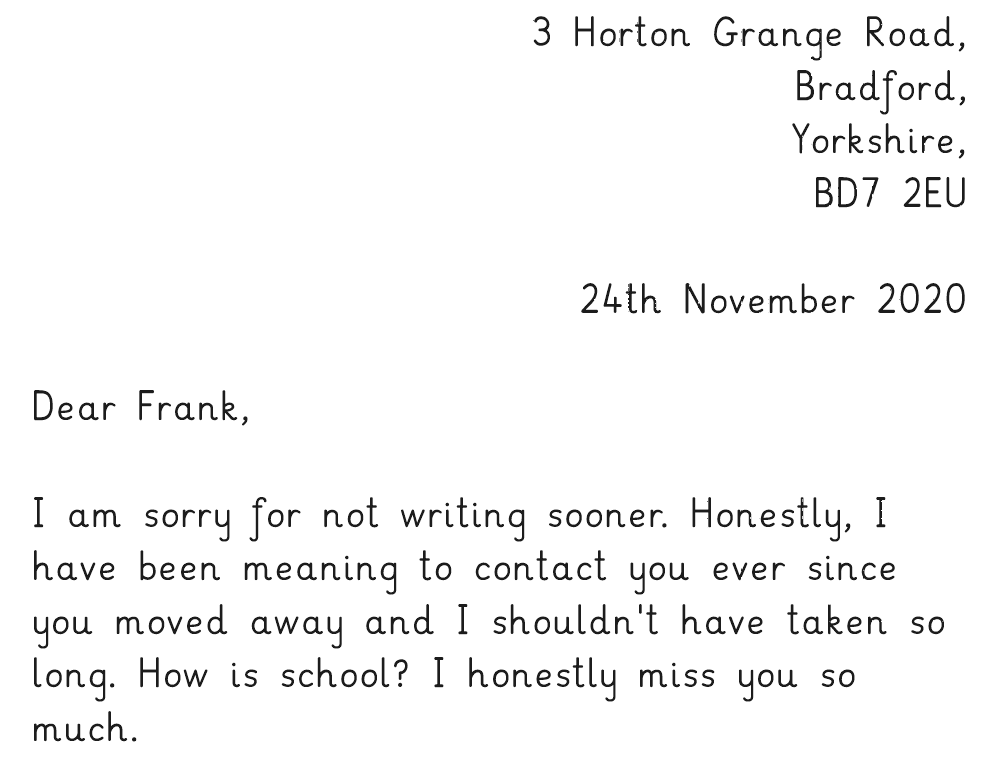 3 Horton Grange Road,
Bradford,
Yorkshire,
BD7 2EU
24th November 2020
Dear Frank,
I am sorry for not writing sooner. Honestly, I
have been meaning to contact you ever since
you moved away and I shouldn't have taken so
long. How is school? I honestly miss you so
much.